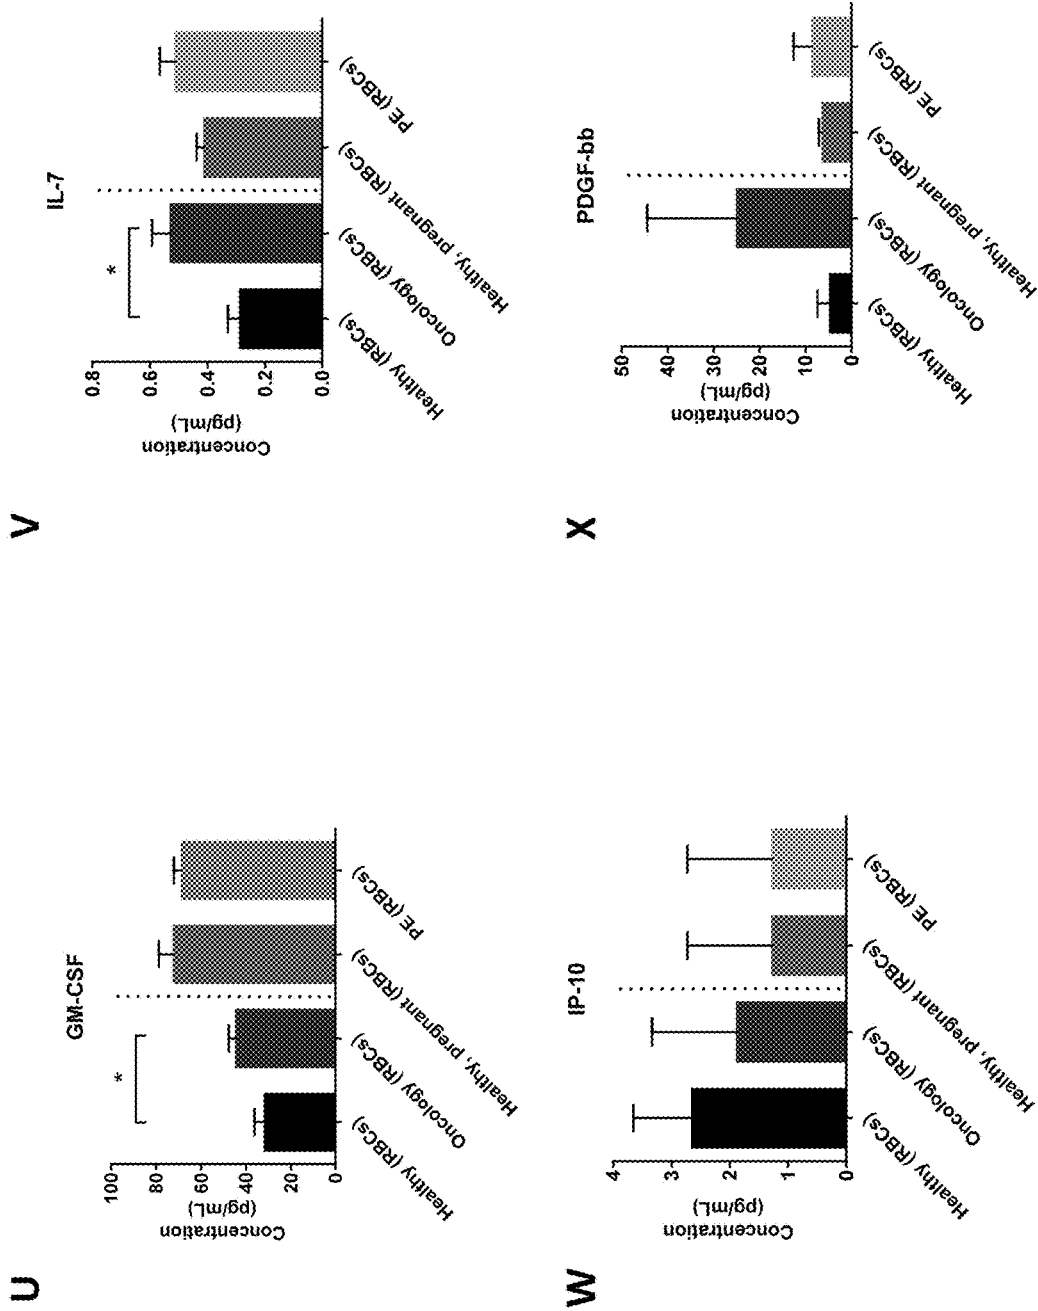 U
GM-CSF
Concentration
(pg/mL)
100
80
60
40
20
0
*
Healthy (RBCs)
Oncology (RBCs)
Healthy, pregnant (RBCs)
PE (RBCs)
V
IL-7
Concentration
(pg/mL)
0.8
0.6
0.4
0.2
0.0
*
Healthy (RBCs)
Oncology (RBCs)
Healthy, pregnant (RBCs)
PE (RBCs)
W
IP-10
Concentration
(pg/mL)
4
3
2
1
0
Healthy (RBCs)
Oncology (RBCs)
Healthy, pregnant (RBCs)
PE (RBCs)
X
PDGF-bb
Concentration
(pg/mL)
50
40
30
20
10
0
Healthy (RBCs)
Oncology (RBCs)
Healthy, pregnant (RBCs)
PE (RBCs)